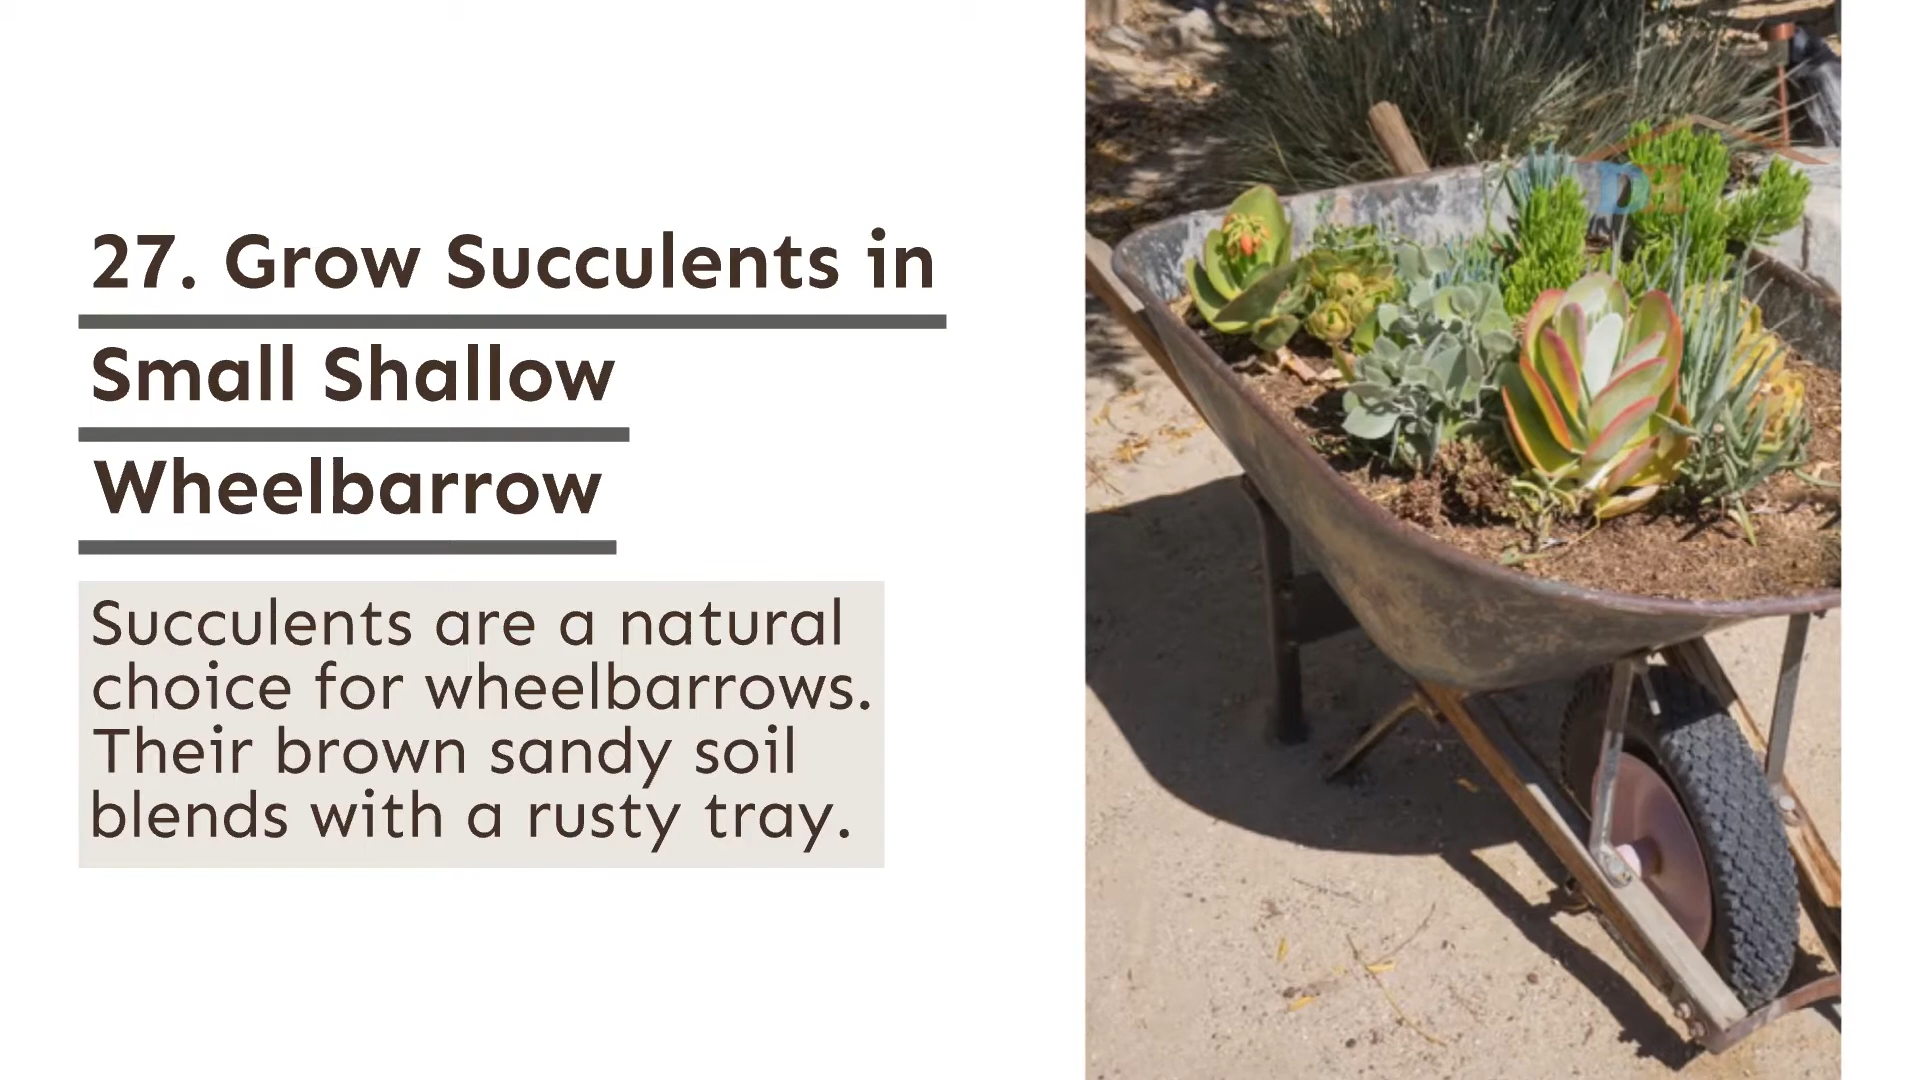 27. Grow Succulents in
Small Shallow
Wheelbarrow
Succulents are a natural
choice for wheelbarrows.
Their brown sandy soil
blends with a rusty tray.
DH